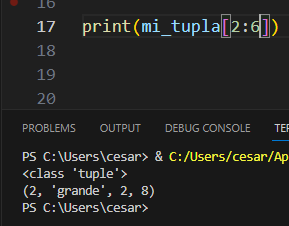 16
17 print(mi_tupla[2:6])
18
19
20
PROBLEMS OUTPUT DEBUG CONSOLE
PS C:\Users\cesar> & C:/Users/cesar/Ap
<class 'tuple'>
(2, 'grande', 2, 8)
PS C:\Users\cesar>